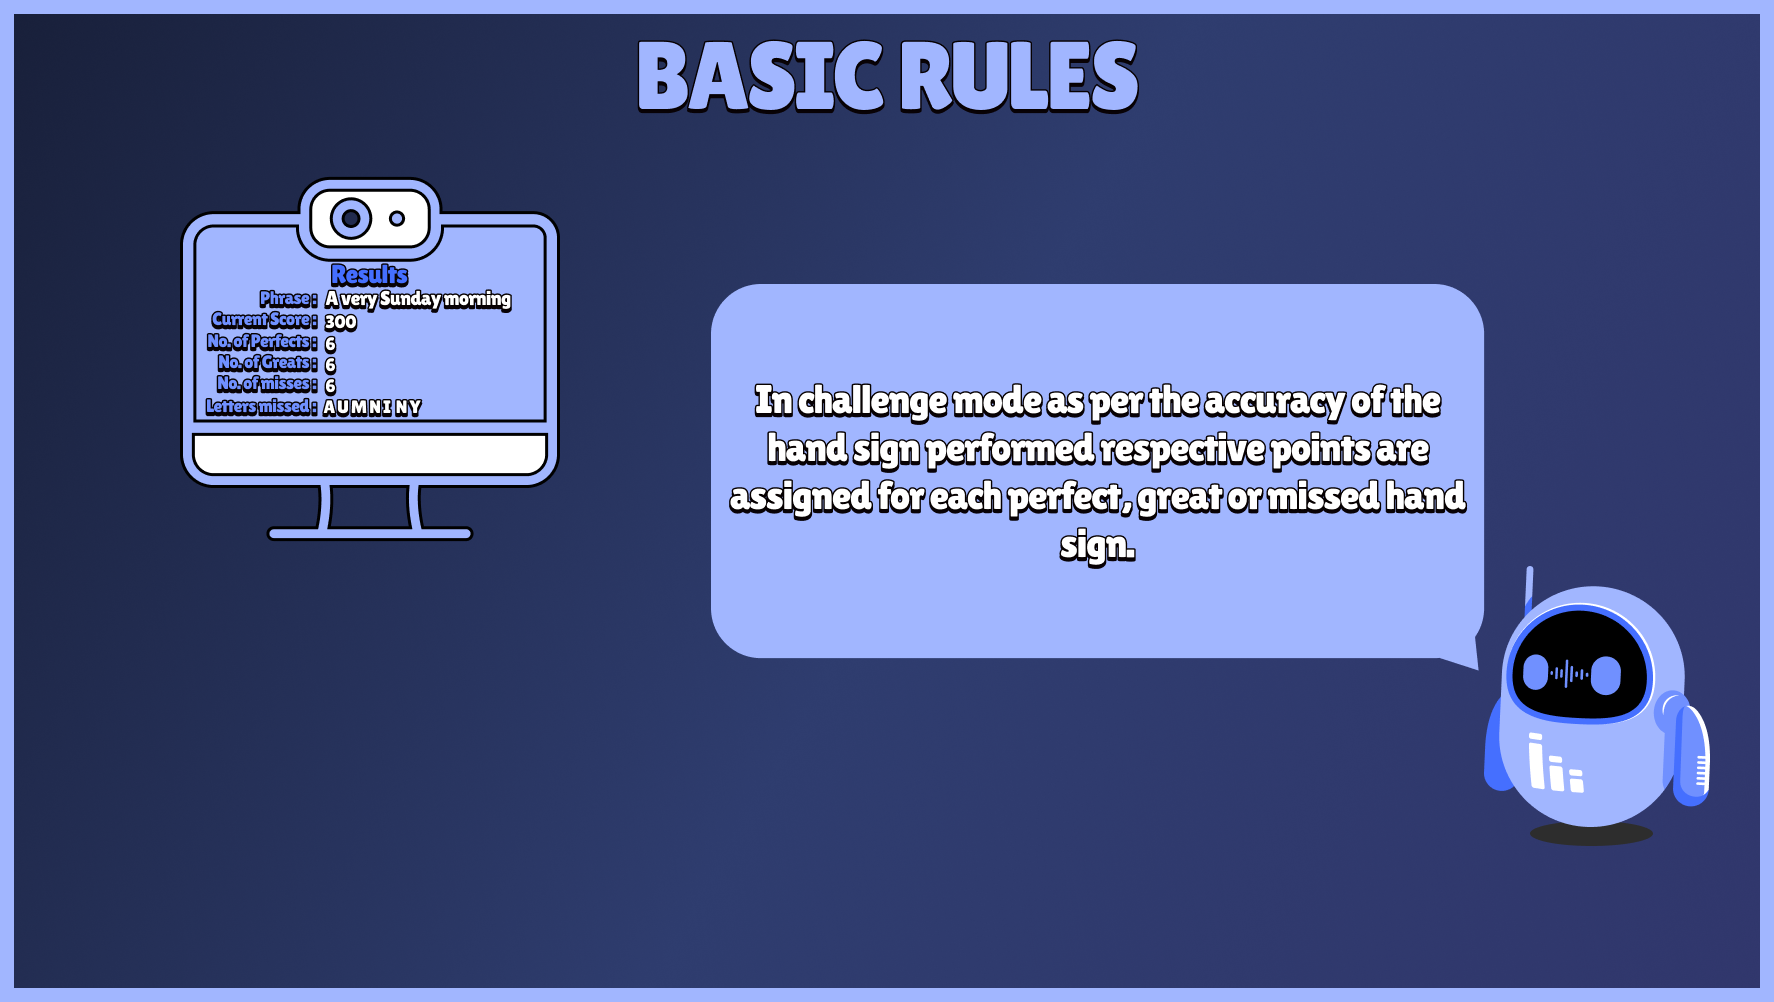 BASIC RULES
Results
Phrase: A very Sunday morning
Current Score: 300
No. of Perfects: 6
No. of Greats: 6
No. of misses: 6
Letters missed: A U M N I N Y
In challenge mode as per the accuracy of the
hand sign performed respective points are
assigned for each perfect, great or missed hand
sign.